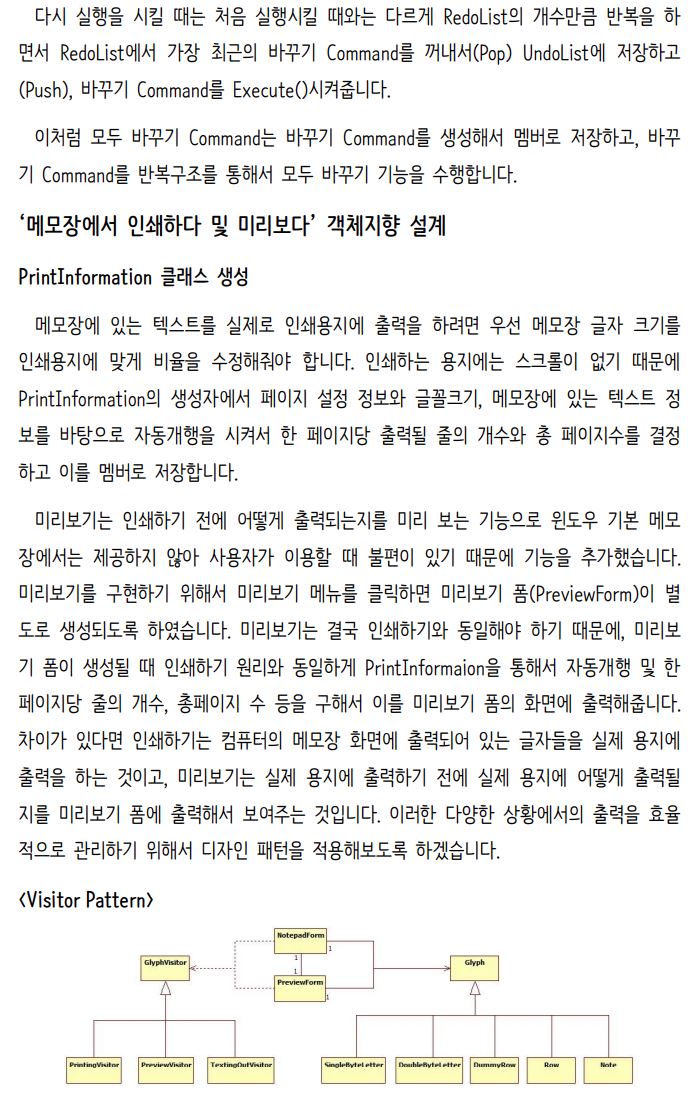 다시 실행을 시킬 때는 처음 실행시킬 때와는 다르게 RedoList의 개수만큼 반복을 하
면서 RedoList에서 가장 최근의 바꾸기 Command를 꺼내서(Pop) UndoList에 저장하고
(Push), 바꾸기 Command를 Execute()시켜줍니다.
이처럼 모두 바꾸기 Command는 바꾸기 Command를 생성해서 멤버로 저장하고, 바꾸
기 Command를 반복구조를 통해서 모두 바꾸기 기능을 수행합니다.
‘메모장에서 인쇄하다 및 미리보다’ 객체지향 설계
PrintInformation 클래스 생성
메모장에 있는 텍스트를 실제로 인쇄용지에 출력을 하려면 우선 메모장 글자 크기를
인쇄용지에 맞게 비율을 수정해줘야 합니다. 인쇄하는 용지에는 스크롤이 없기 때문에
PrintInformation의 생성자에서 페이지 설정 정보와 글꼴크기, 메모장에 있는 텍스트 정
보를 바탕으로 자동개행을 시켜서 한 페이지당 출력될 줄의 개수와 총 페이지수를 결정
하고 이를 멤버로 저장합니다.
미리보기는 인쇄하기 전에 어떻게 출력되는지를 미리 보는 기능으로 윈도우 기본 메모
장에서는 제공하지 않아 사용자가 이용할 때 불편이 있기 때문에 기능을 추가했습니다.
미리보기를 구현하기 위해서 미리보기 메뉴를 클릭하면 미리보기 폼(PreviewForm)이 별
도로 생성되도록 하였습니다. 미리보기는 결국 인쇄하기와 동일해야 하기 때문에, 미리보
기 폼이 생성될 때 인쇄하기 원리와 동일하게 PrintInformaion을 통해서 자동개행 및 한
페이지당 줄의 개수, 총페이지 수 등을 구해서 이를 미리보기 폼의 화면에 출력해줍니다.
차이가 있다면 인쇄하기는 컴퓨터의 메모장 화면에 출력되어 있는 글자들을 실제 용지에
출력을 하는 것이고, 미리보기는 실제 용지에 출력하기 전에 실제 용지에 어떻게 출력될
지를 미리보기 폼에 출력해서 보여주는 것입니다. 이러한 다양한 상황에서의 출력을 효율
적으로 관리하기 위해서 디자인 패턴을 적용해보도록 하겠습니다.
<Visitor Pattern>
NotepadForm
1
GlyphVisitor
1
Glyph
1
PreviewForm
1
PrintingVisitor PreviewVisitor TextingOutVisitor SingleByteLetter DoubleByteLetter DummyRow Row Note